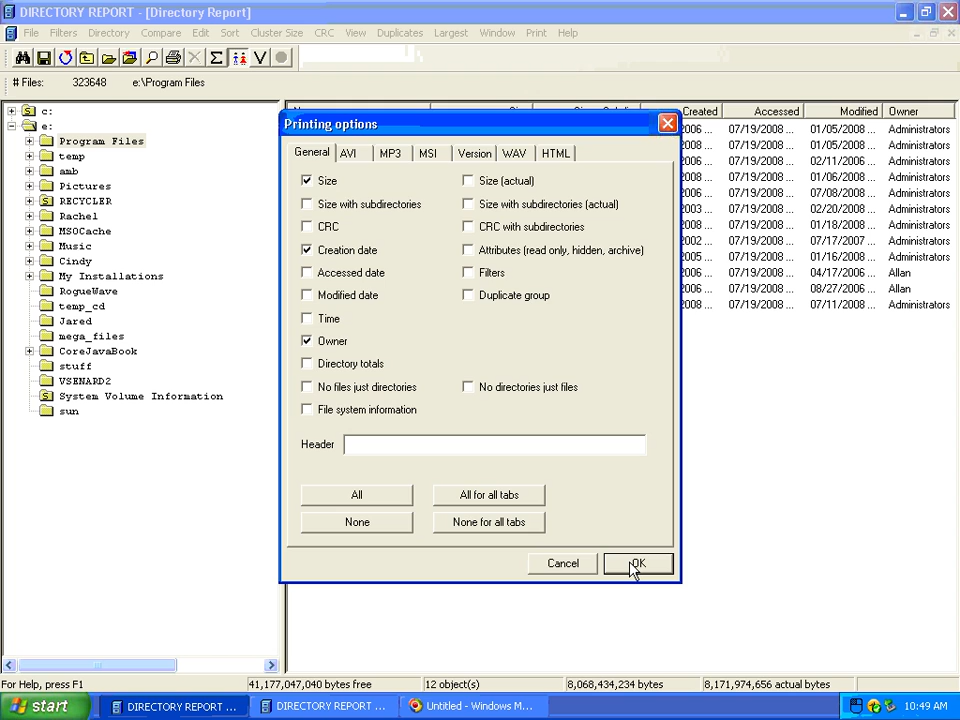 DIRECTORY REPORT - [Directory Report]
File Filters Directory Compare Edit Sort Cluster Size CRC View Duplicates Largest Window Print Help
# Files: 323648 e:\Program Files
c:
e:
Program Files
temp
amb
Pictures
RECYCLER
Rachel
MSOCache
Music
Cindy
My Installations
RogueWave
temp_cd
Jared
mega_files
CoreJavaBook
stuff
VSENARD2
System Volume Information
sun
Created Accessed Modified Owner
2006 ... 07/19/2008 ... 01/05/2008 ... Administrators
2008 ... 07/19/2008 ... 01/05/2008 ... Administrators
2006 ... 07/19/2008 ... 02/11/2006 ... Administrators
2008 ... 07/19/2008 ... 01/06/2008 ... Administrators
2006 ... 07/19/2008 ... 07/08/2008 ... Administrators
2003 ... 07/19/2008 ... 02/20/2008 ... Administrators
2008 ... 07/19/2008 ... 01/18/2008 ... Administrators
2002 ... 07/19/2008 ... 07/17/2007 ... Administrators
2005 ... 07/19/2008 ... 01/16/2008 ... Administrators
2006 ... 07/19/2008 ... 04/17/2006 ... Allan
2006 ... 07/19/2008 ... 08/27/2006 ... Allan
2008 ... 07/19/2008 ... 07/11/2008 ... Administrators
Printing options
General AVI MP3 MSI Version WAV HTML
Size Size (actual)
Size with subdirectories Size with subdirectories (actual)
CRC CRC with subdirectories
Creation date Attributes (read only, hidden, archive)
Accessed date Filters
Modified date Duplicate group
Time
Owner
Directory totals
No files just directories No directories just files
File system information
Header
All All for all tabs
None None for all tabs
Cancel OK
For Help, press F1 41,177,047,040 bytes free 12 object(s) 8,068,434,234 bytes 8,171,974,656 actual bytes
start DIRECTORY REPORT ... DIRECTORY REPORT ... Untitled - Windows M... 10:49 AM